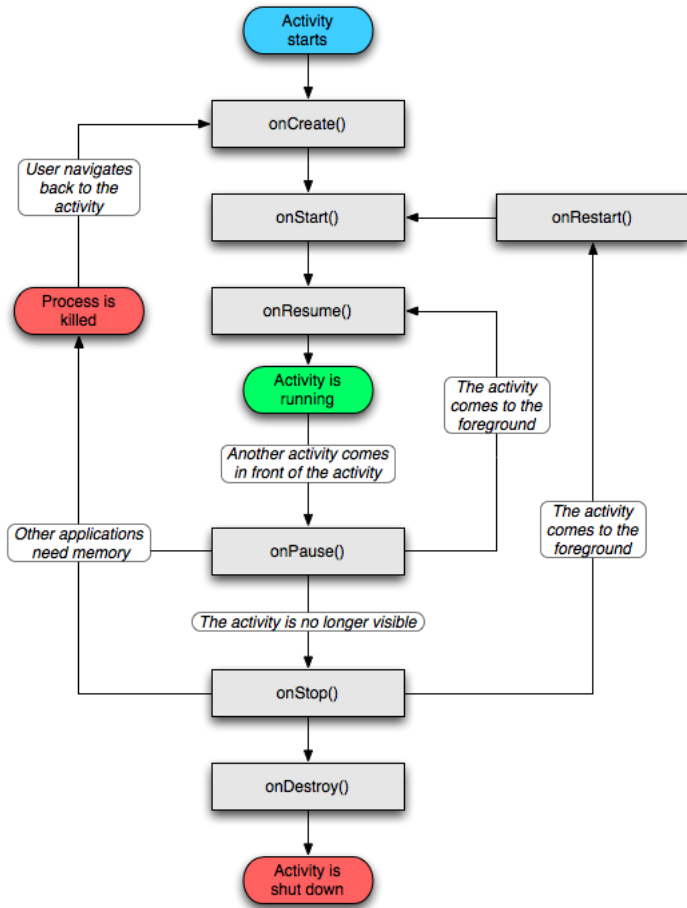 Activity
starts
onCreate()
User navigates
back to the
activity
onStart()
onRestart()
Process is
killed
onResume()
Activity is
running
The activity
comes to the
foreground
Another activity comes
in front of the activity
The activity
comes to the
foreground
Other applications
need memory
onPause()
The activity is no longer visible
onStop()
onDestroy()
Activity is
shut down